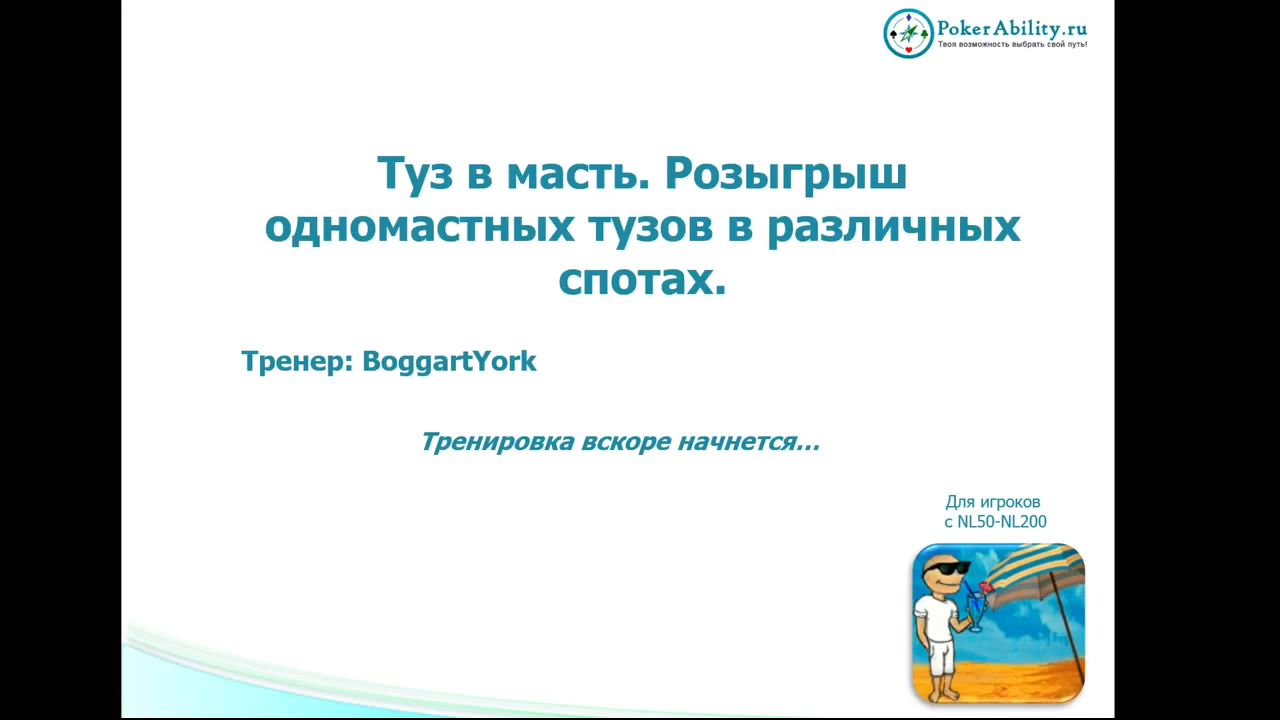 PokerAbility.ru
Твоя возможность выбрать свой путь!
Туз в масть. Розыгрыш
одномастных тузов в различных
спотах.
Тренер: BoggartYork
Тренировка вскоре начнется...
Для игроков
с NL50-NL200